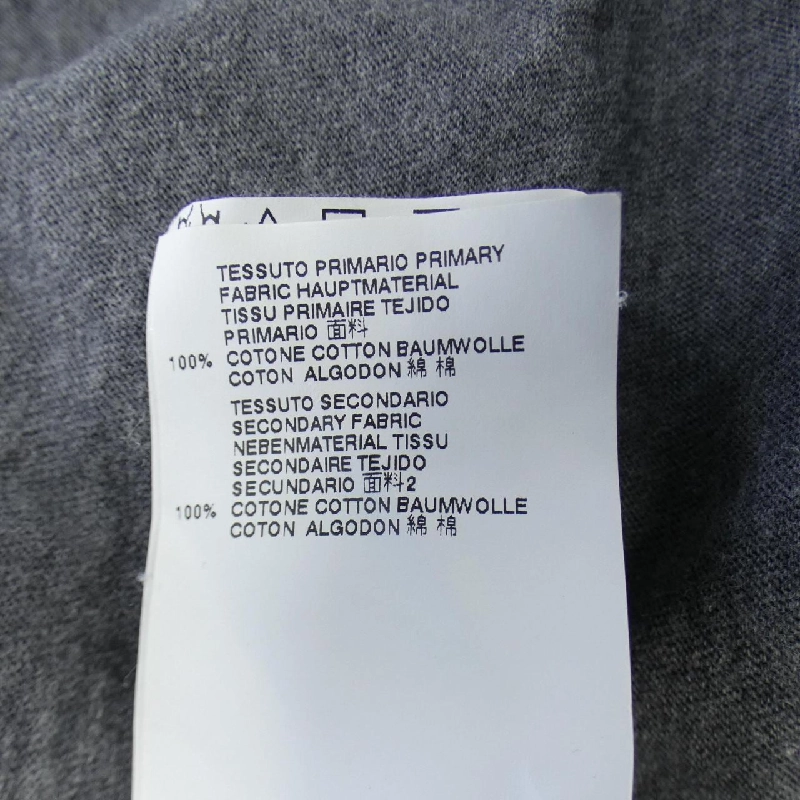 TESSUTO PRIMARIO PRIMARY
FABRIC HAUPTMATERIAL
TISSU PRIMAIRE TEJIDO
PRIMARIO 面料
100% COTONE COTTON BAUMWOLLE
COTON ALGODON 綿 棉
TESSUTO SECONDARIO
SECONDARY FABRIC
NEBENMATERIAL TISSU
SECONDAIRE TEJIDO
SECUNDARIO 面料2
100% COTONE COTTON BAUMWOLLE
COTON ALGODON 綿 棉